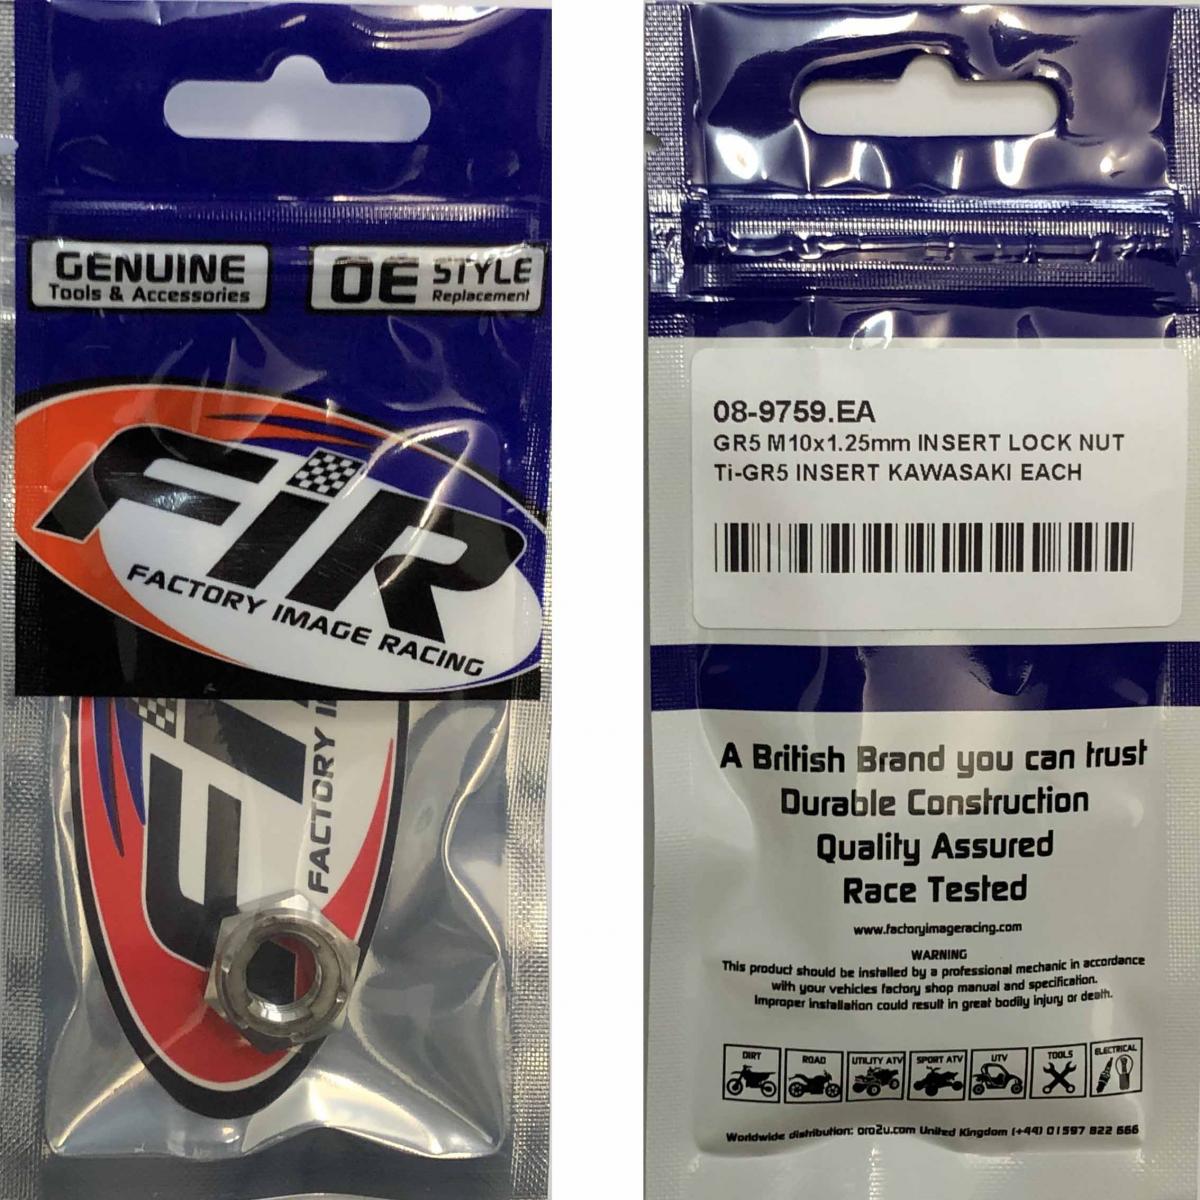 GENUINE
Tools & Accessories
OE STYLE
Replacement
FiR
FACTORY IMAGE RACING
FACTORY
08-9759.EA
GR5 M10x1.25mm INSERT LOCK NUT
Ti-GR5 INSERT KAWASAKI EACH
A British Brand you can trust
Durable Construction
Quality Assured
Race Tested
www.factoryimageracing.com
WARNING
This product should be installed by a professional mechanic in accordance
with your vehicles factory shop manual and specification.
Improper installation could result in great bodily injury or death.
DIRT ROAD UTILITY ATV SPORT ATV UTV TOOLS ELECTRICAL
Worldwide distribution: oro2u.com United Kingdom (+44) 01597 822 666